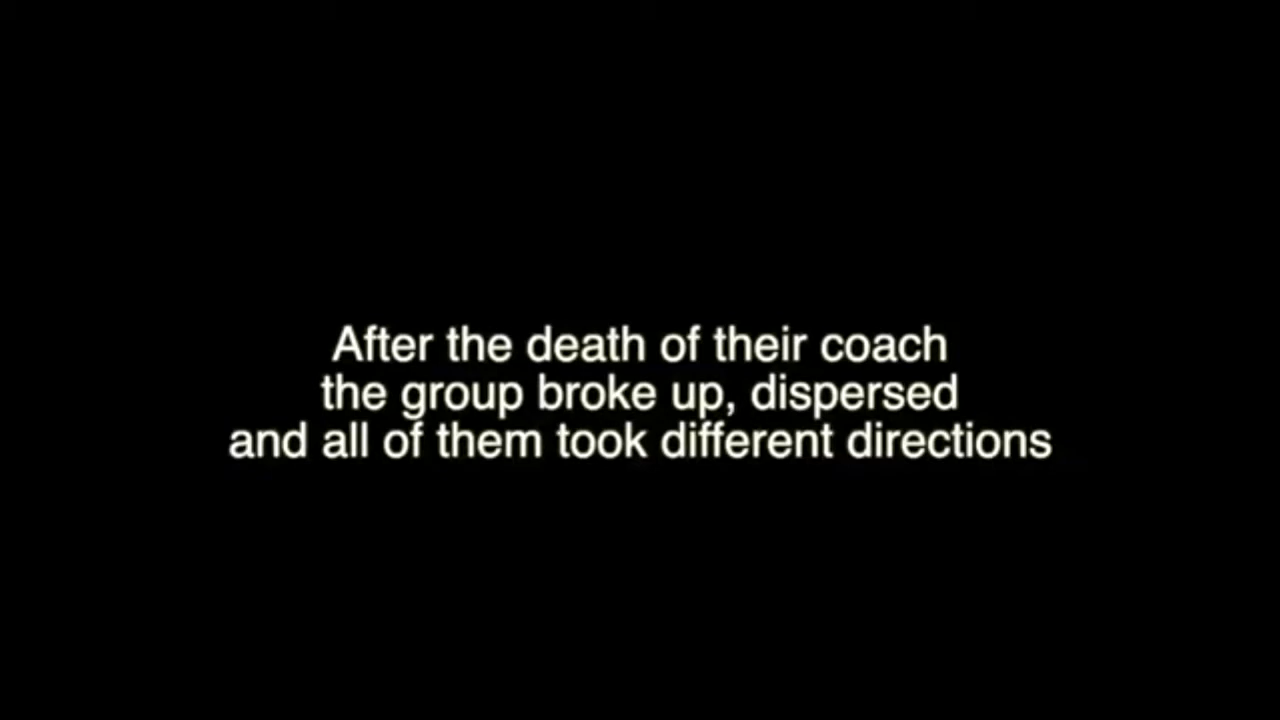 After the death of their coach
the group broke up, dispersed
and all of them took different directions